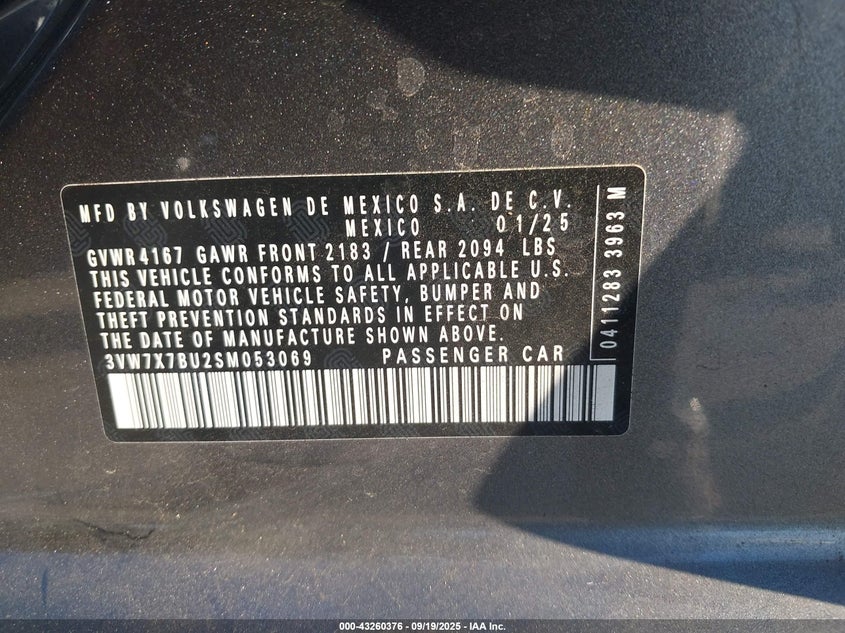 MFD BY VOLKSWAGEN DE MEXICO S.A. DE C.V.
MEXICO 01/25
GVWR4167 GAWR FRONT 2183 / REAR 2094 LBS
THIS VEHICLE CONFORMS TO ALL APPLICABLE U.S.
FEDERAL MOTOR VEHICLE SAFETY, BUMPER AND
THEFT PREVENTION STANDARDS IN EFFECT ON
THE DATE OF MANUFACTURE SHOWN ABOVE.
3VW7X7BU2SM053069 PASSENGER CAR
0411283 3963 M
000-43260376 - 09/19/2025 - IAA Inc.